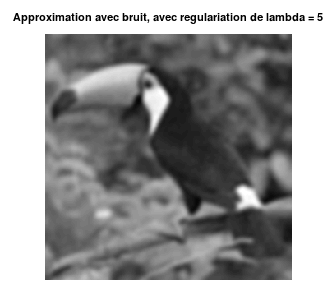 Approximation avec bruit, avec regulariation de lambda = 5